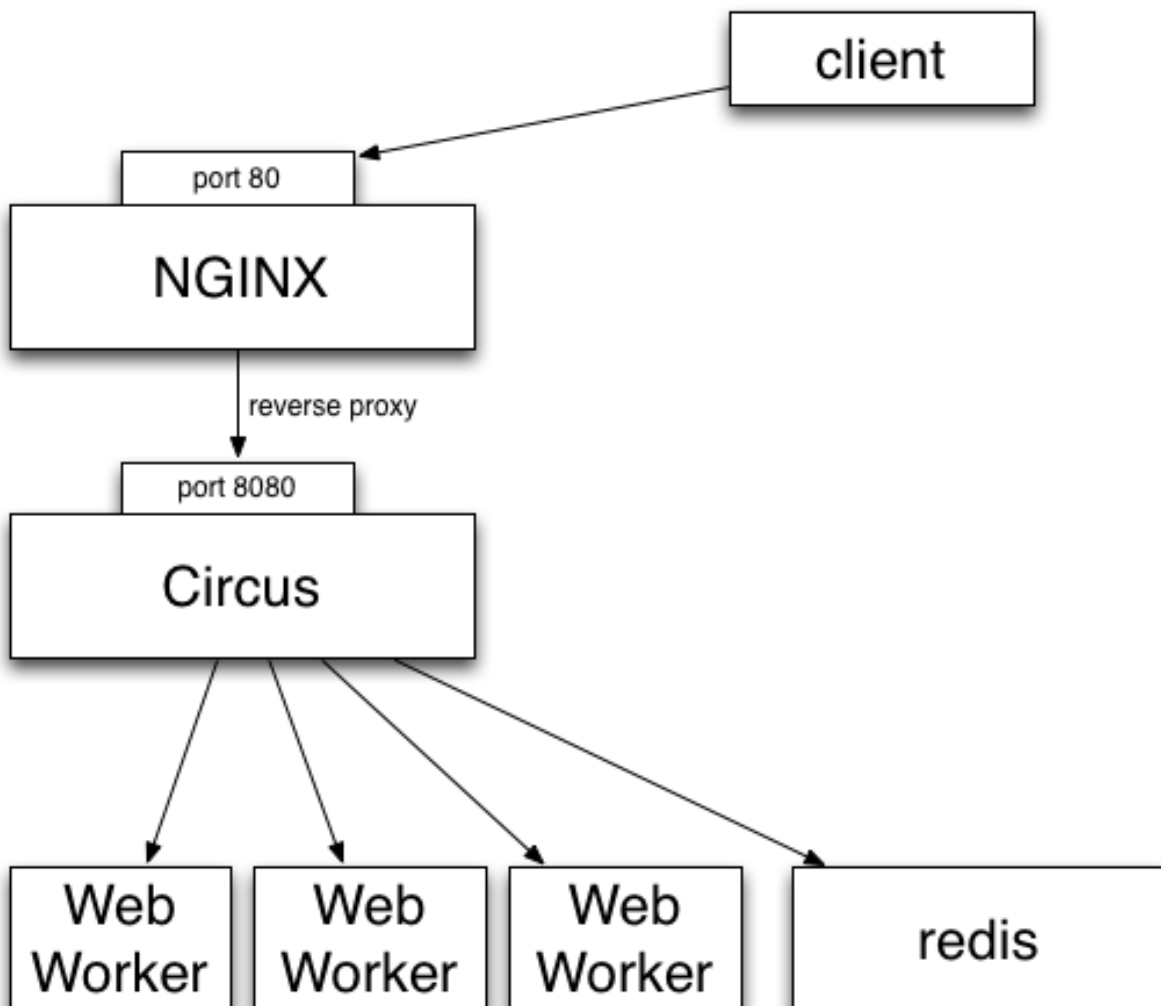 client
port 80
NGINX
reverse proxy
port 8080
Circus
Web
Worker
Web
Worker
Web
Worker
redis